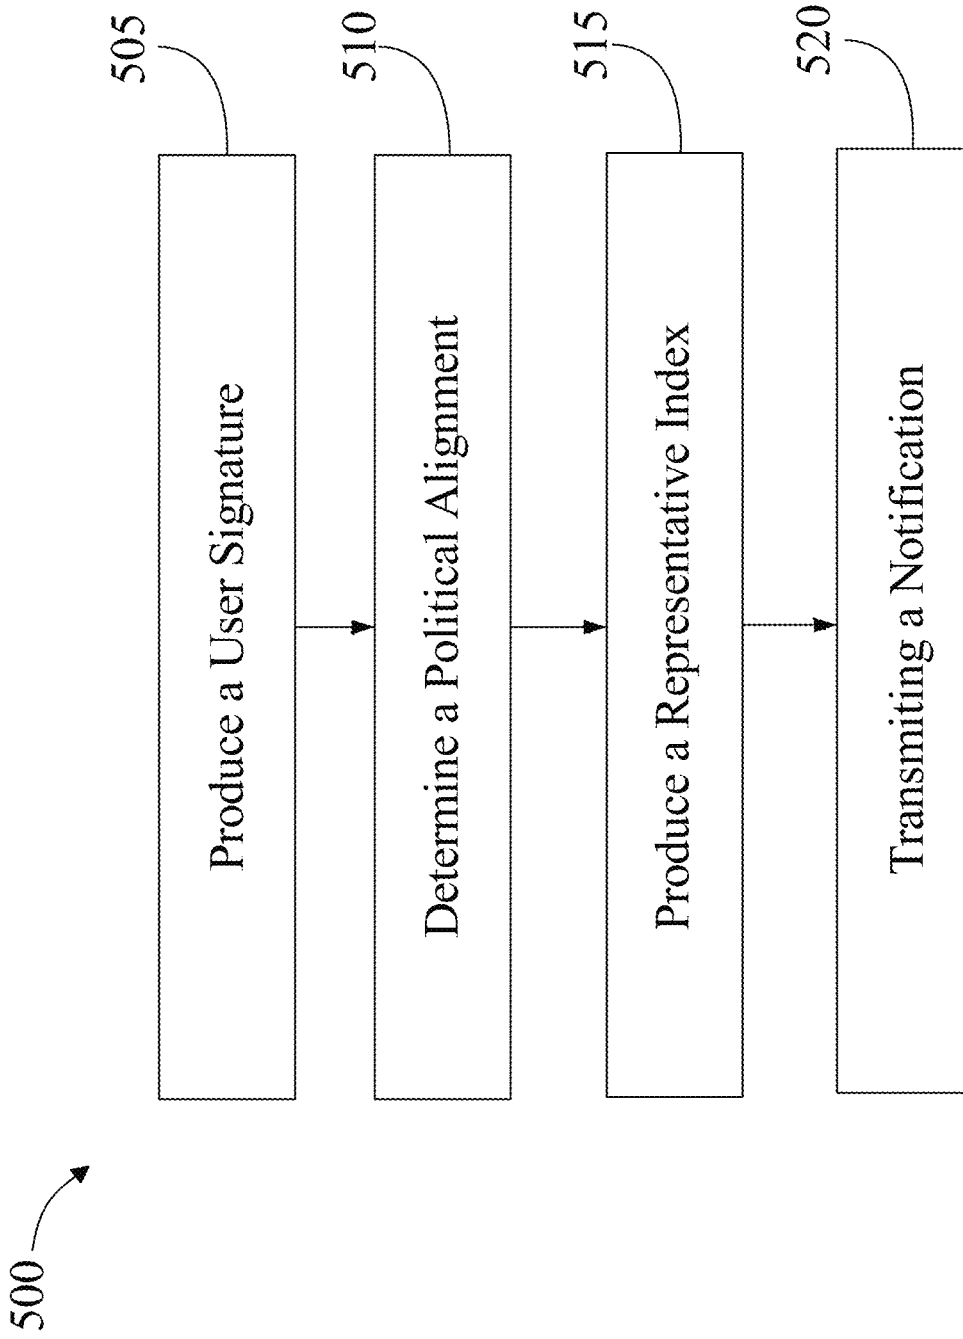 500
Produce a User Signature
505
Determine a Political Alignment
510
Produce a Representative Index
515
Transmiting a Notification
520